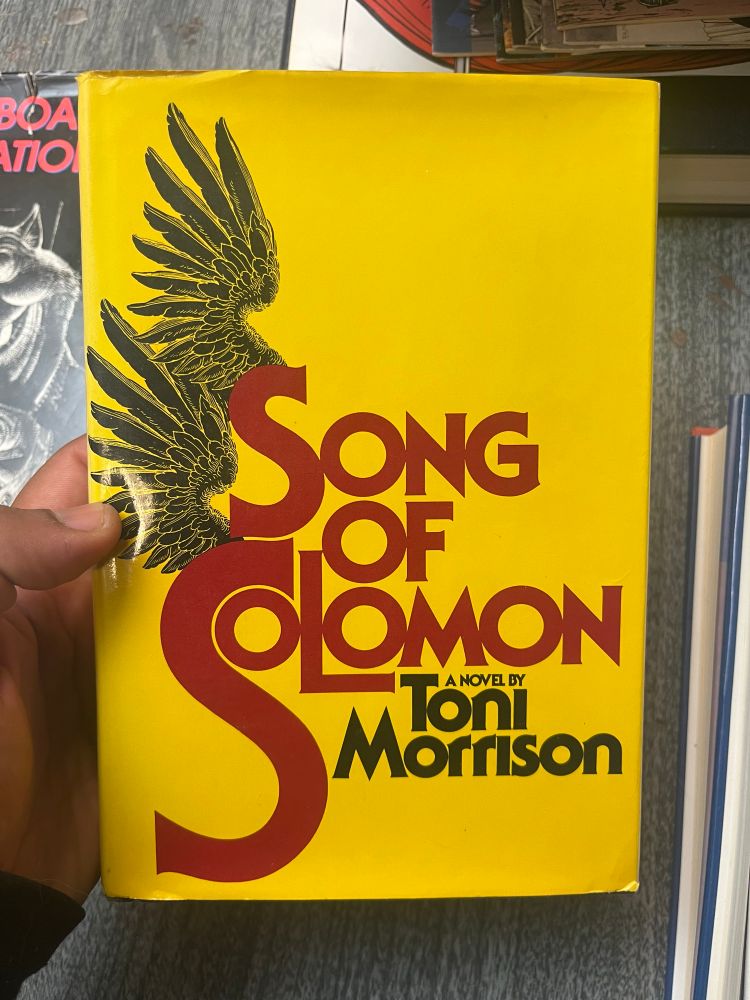 SONG
OF
SOLOMON
A NOVEL BY
Toni
Morrison